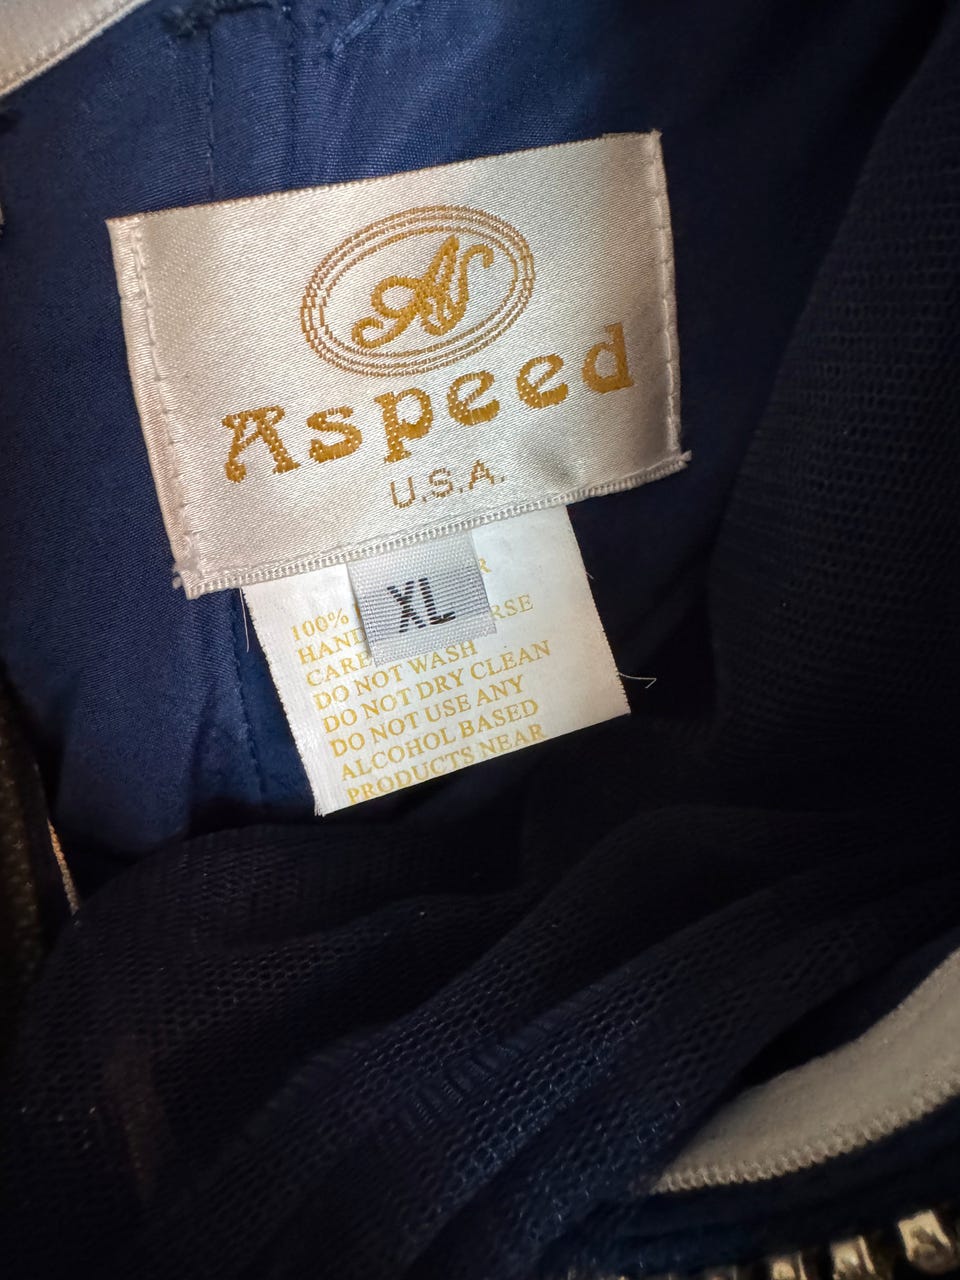 Aspeed
U.S.A.
XL
100%
HAND
CARE
DO NOT WASH
DO NOT DRY CLEAN
DO NOT USE ANY
ALCOHOL BASED
PRODUCTS NEAR